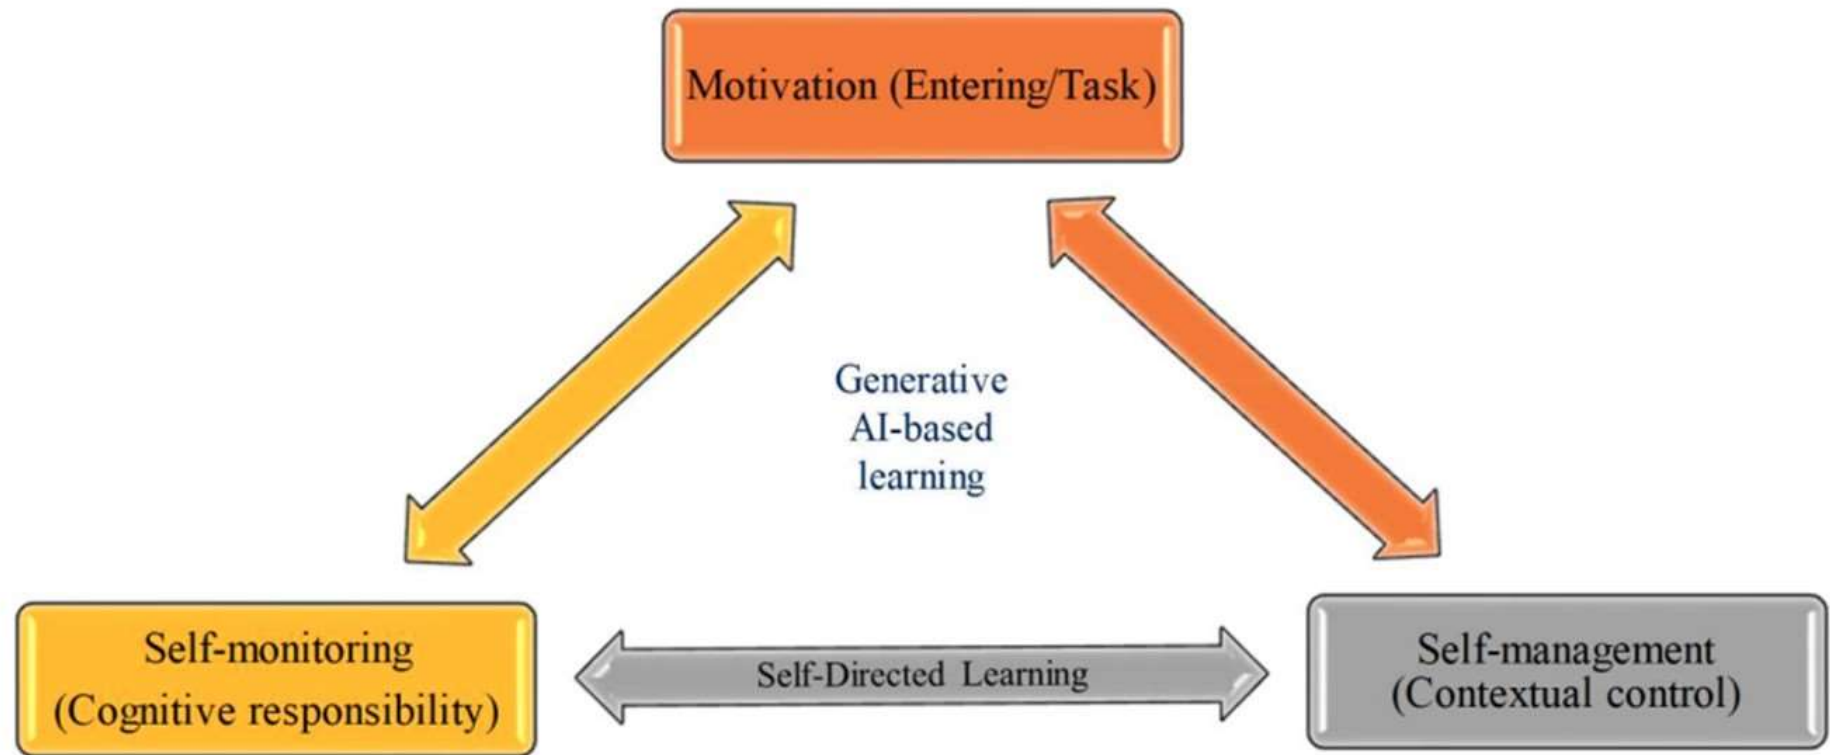 Motivation (Entering/Task)
Generative
AI-based
learning
Self-monitoring
(Cognitive responsibility)
Self-Directed Learning
Self-management
(Contextual control)